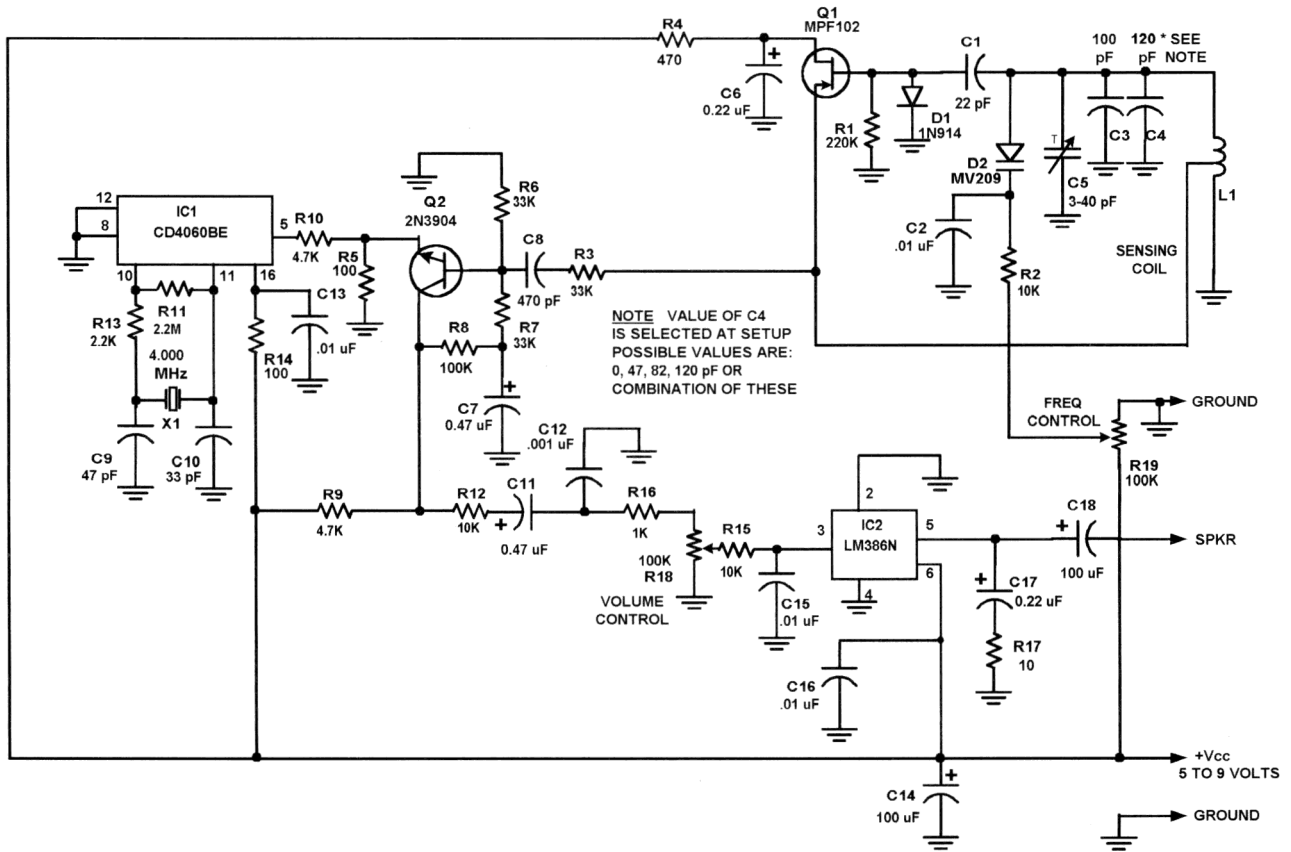 Q1
MPF102
R4
470
C6
0.22 uF
C1
22 pF
100
pF
120 * SEE
pF NOTE
D1
1N914
R1
220K
C3
C4
D2
MV209
T
C5
3-40 pF
L1
R6
33K
Q2
2N3904
12
IC1
CD4060BE
8
5
R10
4.7K
R5
100
C8
470 pF
R3
33K
C2
.01 uF
R2
10K
SENSING
COIL
10
11
16
R11
2.2M
R13
2.2K
C13
.01 uF
R14
100
R7
33K
R8
100K
NOTE VALUE OF C4
IS SELECTED AT SETUP
POSSIBLE VALUES ARE:
0, 47, 82, 120 pF OR
COMBINATION OF THESE
4.000
MHz
X1
C7
0.47 uF
C9
47 pF
C10
33 pF
C12
.001 uF
FREQ
CONTROL
GROUND
R19
100K
R9
4.7K
R12
10K
C11
0.47 uF
R16
1K
100K
R18
VOLUME
CONTROL
R15
10K
C15
.01 uF
2
3
IC2
LM386N
5
6
4
C18
100 uF
SPKR
C17
0.22 uF
R17
10
C16
.01 uF
+Vcc
5 TO 9 VOLTS
C14
100 uF
GROUND